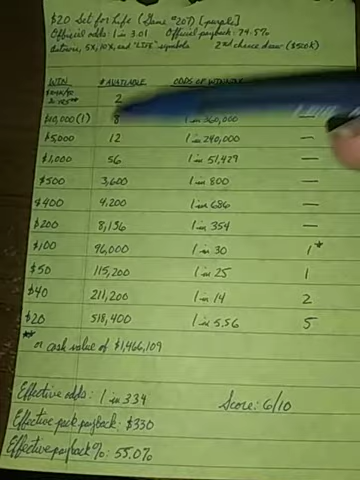 $20 Set for Life (Game #207) [purple]
Official odds: 1 in 3.01 Official payback: 74.5%
5X, 10X, and "LIFE" symbols 2nd chance draw ($500K)
WIN # AVAILABLE ODDS OF
2
$10,000 (1) 8 1 in 360,000 —
$5,000 12 1 in 240,000 —
$1,000 56 1 in 51,429 —
$500 3,600 1 in 800 —
$400 4,200 1 in 686 —
$200 8,136 1 in 354 —
$100 96,000 1 in 30 1*
$50 115,200 1 in 25 1
$40 211,200 1 in 14 2
$20 518,400 1 in 5.56 5
** or cash value of $1,466,109
Effective odds: 1 in 3.34 Score: 6/10
Effective pack payback: $330
Effective payback %: 55.0%